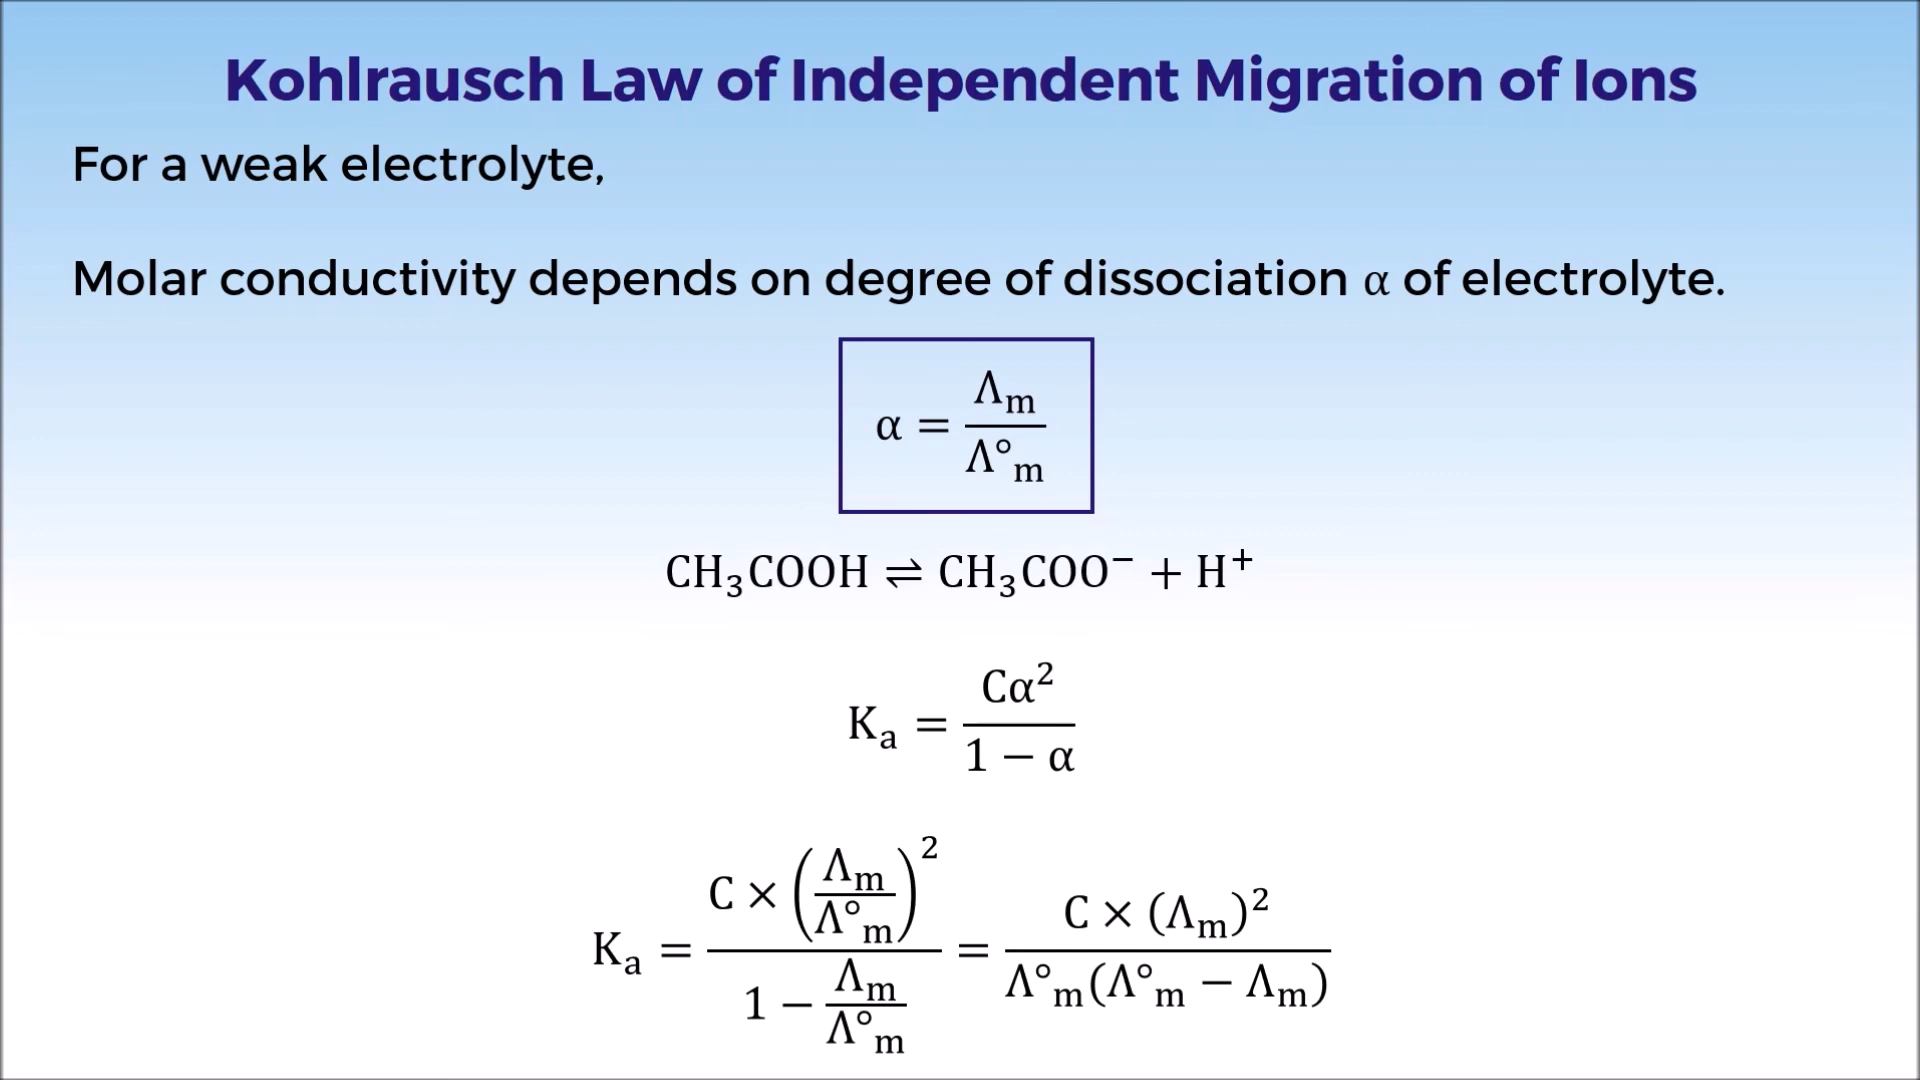 Kohlrausch Law of Independent Migration of Ions
For a weak electrolyte,
Molar conductivity depends on degree of dissociation α of electrolyte.
α = Λₘ / Λ°ₘ
CH₃COOH ⇌ CH₃COO⁻ + H⁺
Kₐ = Cα² / (1 − α)
Kₐ = (C × (Λₘ / Λ°ₘ)²) / (1 − Λₘ / Λ°ₘ) = (C × (Λₘ)²) / (Λ°ₘ(Λ°ₘ − Λₘ))